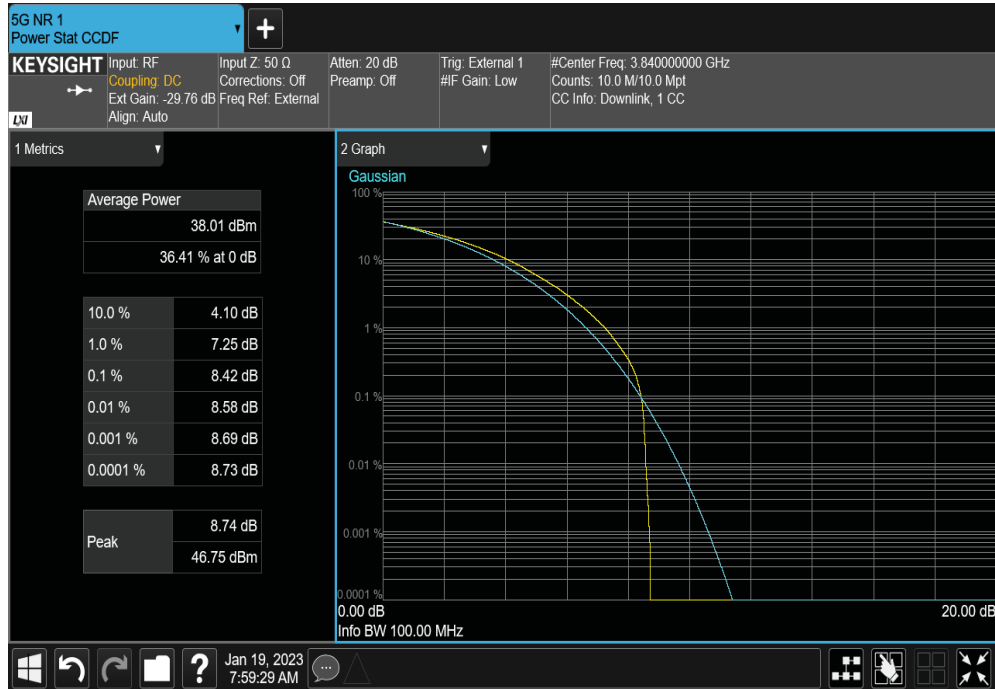 5G NR 1
Power Stat CCDF
KEYSIGHT
LXI
Input: RF
Coupling: DC
Ext Gain: -29.76 dB
Align: Auto
Input Z: 50 Ω
Corrections: Off
Freq Ref: External
Atten: 20 dB
Preamp: Off
Trig: External 1
#IF Gain: Low
#Center Freq: 3.840000000 GHz
Counts: 10.0 M/10.0 Mpt
CC Info: Downlink, 1 CC
1 Metrics
Average Power
38.01 dBm
36.41 % at 0 dB
10.0 % 4.10 dB
1.0 % 7.25 dB
0.1 % 8.42 dB
0.01 % 8.58 dB
0.001 % 8.69 dB
0.0001 % 8.73 dB
Peak
8.74 dB
46.75 dBm
2 Graph
Gaussian
100 %
10 %
1 %
0.1 %
0.01 %
0.001 %
0.0001 %
0.00 dB 20.00 dB
Info BW 100.00 MHz
?
Jan 19, 2023
7:59:29 AM